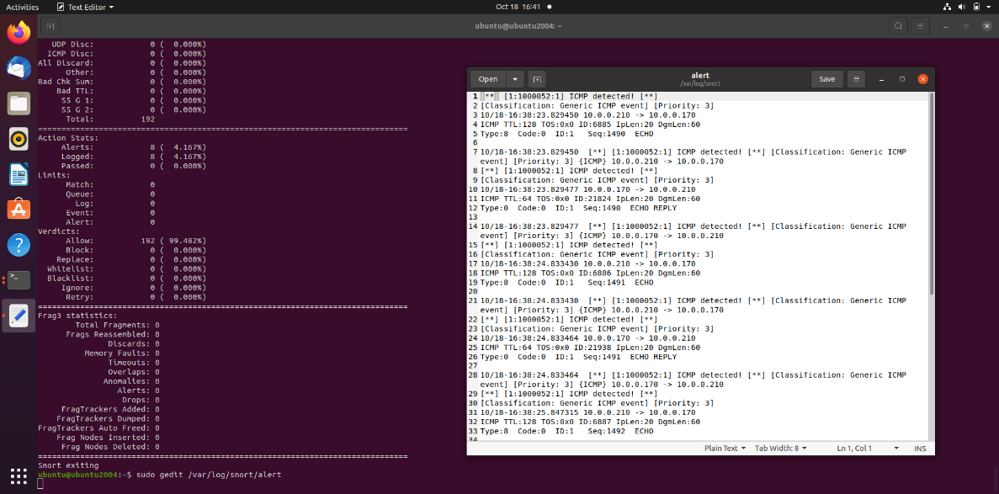 Activities
Text Editor
Oct 18 16:41
ubuntu@ubuntu2004: ~
UDP Disc: 0 ( 0.000%)
ICMP Disc: 0 ( 0.000%)
All Discard: 0 ( 0.000%)
Other: 0 ( 0.000%)
Bad Chk Sum: 0 ( 0.000%)
Bad TTL: 0 ( 0.000%)
S5 G 1: 0 ( 0.000%)
S5 G 2: 0 ( 0.000%)
Total: 192
===============================================================================
Action Stats:
Alerts: 8 ( 4.167%)
Logged: 8 ( 4.167%)
Passed: 0 ( 0.000%)
Limits:
Match: 0
Queue: 0
Log: 0
Event: 0
Alert: 0
Verdicts:
Allow: 192 ( 99.482%)
Block: 0 ( 0.000%)
Replace: 0 ( 0.000%)
Whitelist: 0 ( 0.000%)
Blacklist: 0 ( 0.000%)
Ignore: 0 ( 0.000%)
Retry: 0 ( 0.000%)
===============================================================================
Frag3 statistics:
Total Fragments: 0
Frags Reassembled: 0
Discards: 0
Memory Faults: 0
Timeouts: 0
Overlaps: 0
Anomalies: 0
Alerts: 0
Drops: 0
FragTrackers Added: 0
FragTrackers Dumped: 0
FragTrackers Auto Freed: 0
Frag Nodes Inserted: 0
Frag Nodes Deleted: 0
===============================================================================
Snort exiting
ubuntu@ubuntu2004:~$ sudo gedit /var/log/snort/alert
Open
alert
/var/log/snort
Save
1 [**] [1:1000052:1] ICMP detected! [**]
2 [Classification: Generic ICMP event] [Priority: 3]
3 10/18-16:38:23.829450 10.0.0.210 -> 10.0.0.170
4 ICMP TTL:128 TOS:0x0 ID:6885 IpLen:20 DgmLen:60
5 Type:8 Code:0 ID:1 Seq:1490 ECHO
6
7 10/18-16:38:23.829450 [**] [1:1000052:1] ICMP detected! [**] [Classification: Generic ICMP
event] [Priority: 3] {ICMP} 10.0.0.210 -> 10.0.0.170
8 [**] [1:1000052:1] ICMP detected! [**]
9 [Classification: Generic ICMP event] [Priority: 3]
10 10/18-16:38:23.829477 10.0.0.170 -> 10.0.0.210
11 ICMP TTL:64 TOS:0x0 ID:21824 IpLen:20 DgmLen:60
12 Type:0 Code:0 ID:1 Seq:1490 ECHO REPLY
13
14 10/18-16:38:23.829477 [**] [1:1000052:1] ICMP detected! [**] [Classification: Generic ICMP
event] [Priority: 3] {ICMP} 10.0.0.170 -> 10.0.0.210
15 [**] [1:1000052:1] ICMP detected! [**]
16 [Classification: Generic ICMP event] [Priority: 3]
17 10/18-16:38:24.833430 10.0.0.210 -> 10.0.0.170
18 ICMP TTL:128 TOS:0x0 ID:6886 IpLen:20 DgmLen:60
19 Type:8 Code:0 ID:1 Seq:1491 ECHO
20
21 10/18-16:38:24.833430 [**] [1:1000052:1] ICMP detected! [**] [Classification: Generic ICMP
event] [Priority: 3] {ICMP} 10.0.0.210 -> 10.0.0.170
22 [**] [1:1000052:1] ICMP detected! [**]
23 [Classification: Generic ICMP event] [Priority: 3]
24 10/18-16:38:24.833464 10.0.0.170 -> 10.0.0.210
25 ICMP TTL:64 TOS:0x0 ID:21938 IpLen:20 DgmLen:60
26 Type:0 Code:0 ID:1 Seq:1491 ECHO REPLY
27
28 10/18-16:38:24.833464 [**] [1:1000052:1] ICMP detected! [**] [Classification: Generic ICMP
event] [Priority: 3] {ICMP} 10.0.0.170 -> 10.0.0.210
29 [**] [1:1000052:1] ICMP detected! [**]
30 [Classification: Generic ICMP event] [Priority: 3]
31 10/18-16:38:25.847315 10.0.0.210 -> 10.0.0.170
32 ICMP TTL:128 TOS:0x0 ID:6887 IpLen:20 DgmLen:60
33 Type:8 Code:0 ID:1 Seq:1492 ECHO
34
Plain Text
Tab Width: 8
Ln 1, Col 1
INS